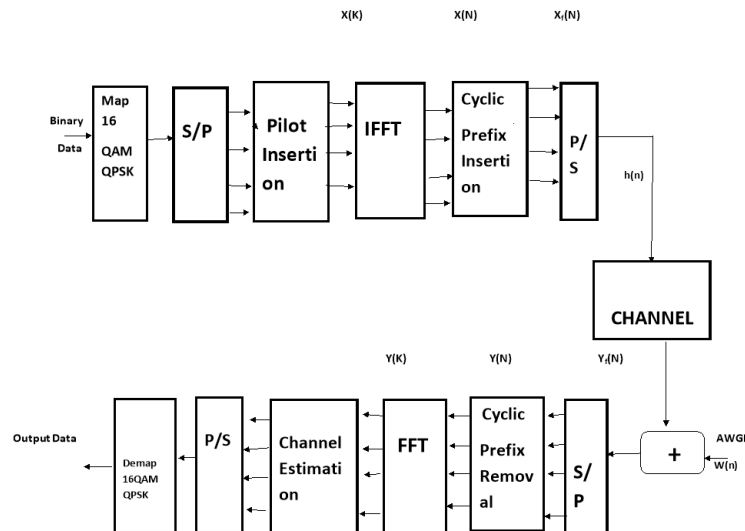 X(K) X(N) Xf(N)
Map
16
QAM
QPSK
Binary
Data
S/P
Pilot
Inserti
on
IFFT
Cyclic
Prefix
Inserti
on
P/
S
h(n)
CHANNEL
Y(K) Y(N) Yf(N)
AWG
W(n)
+
S/
P
Cyclic
Prefix
Remov
al
FFT
Channel
Estimati
on
P/S
Demap
16QAM
QPSK
Output Data